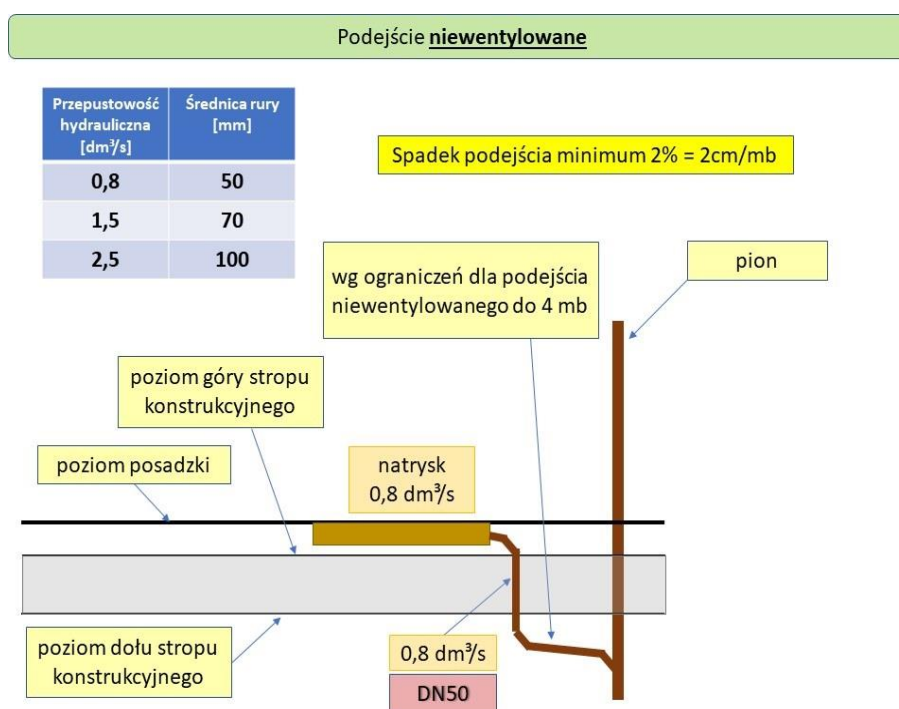 Podejście niewentylowane
Przepustowość
hydrauliczna
[dm³/s]
Średnica rury
[mm]
0,8 50
1,5 70
2,5 100
Spadek podejścia minimum 2% = 2cm/mb
wg ograniczeń dla podejścia
niewentylowanego do 4 mb
pion
poziom góry stropu
konstrukcyjnego
poziom posadzki
natrysk
0,8 dm³/s
poziom dołu stropu
konstrukcyjnego
0,8 dm³/s
DN50